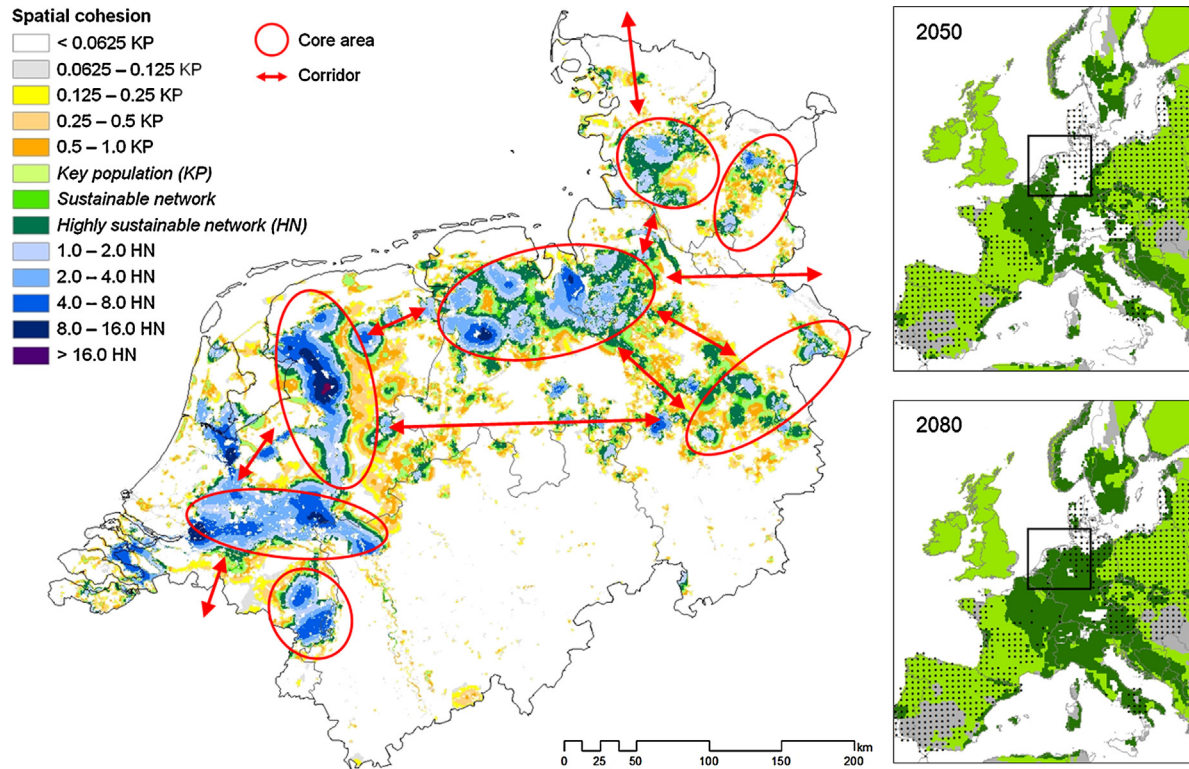 Spatial cohesion
< 0.0625 KP
0.0625 – 0.125 KP
0.125 – 0.25 KP
0.25 – 0.5 KP
0.5 – 1.0 KP
Key population (KP)
Sustainable network
Highly sustainable network (HN)
1.0 – 2.0 HN
2.0 – 4.0 HN
4.0 – 8.0 HN
8.0 – 16.0 HN
> 16.0 HN
Core area
Corridor
km
0 25 50 100 150 200
2050
2080